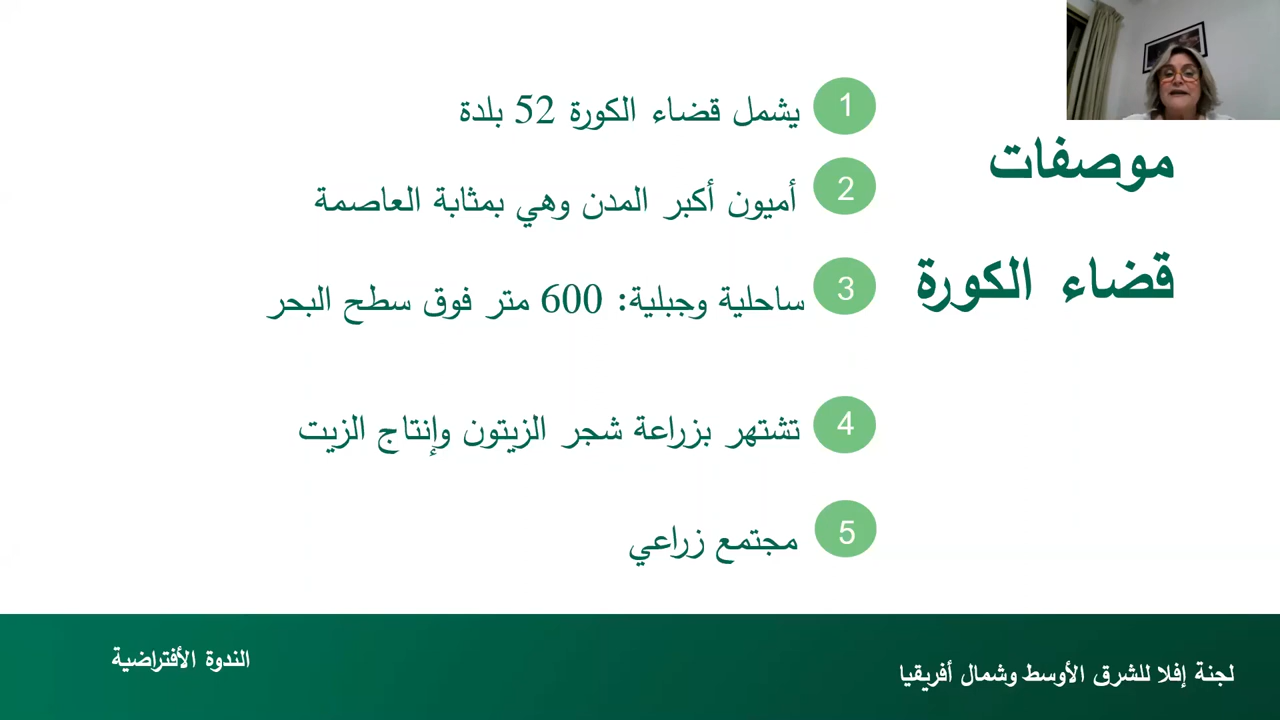 موصفات
قضاء الكورة
1 يشمل قضاء الكورة 52 بلدة
2 أميون أكبر المدن وهي بمثابة العاصمة
3 ساحلية وجبلية: 600 متر فوق سطح البحر
4 تشتهر بزراعة شجر الزيتون وإنتاج الزيت
5 مجتمع زراعي
لجنة إفلا للشرق الأوسط وشمال أفريقيا
الندوة الأفتراضية